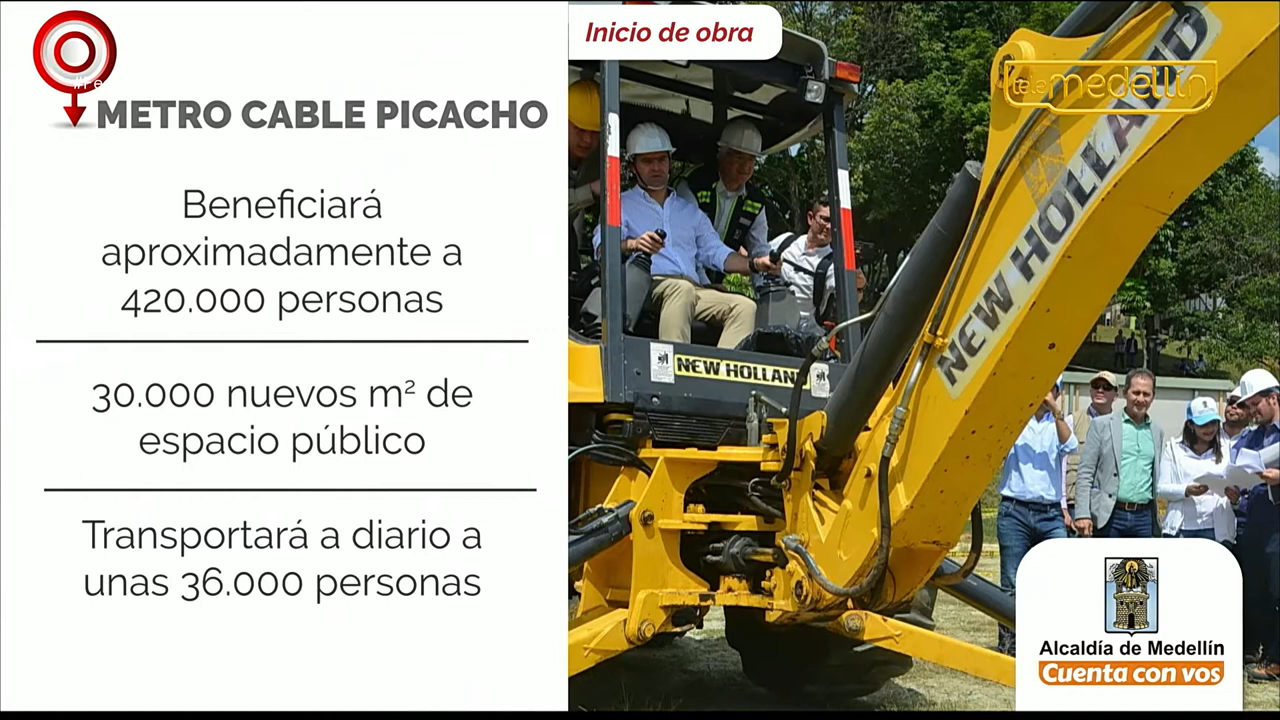 METRO CABLE PICACHO
Beneficiará
aproximadamente a
420.000 personas
30.000 nuevos m² de
espacio público
Transportará a diario a
unas 36.000 personas
Inicio de obra
telemedellín
NEW HOLLAND
NEW HOLLAND
Alcaldía de Medellín
Cuenta con vos